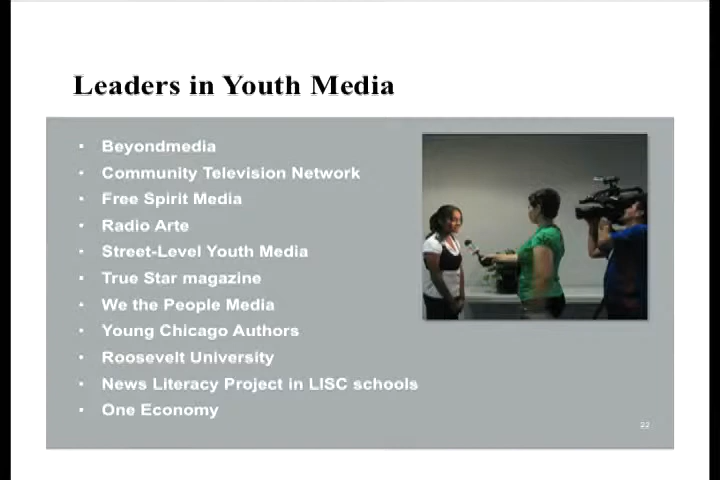 Leaders in Youth Media
• Beyondmedia
• Community Television Network
• Free Spirit Media
• Radio Arte
• Street-Level Youth Media
• True Star magazine
• We the People Media
• Young Chicago Authors
• Roosevelt University
• News Literacy Project in LISC schools
• One Economy
22